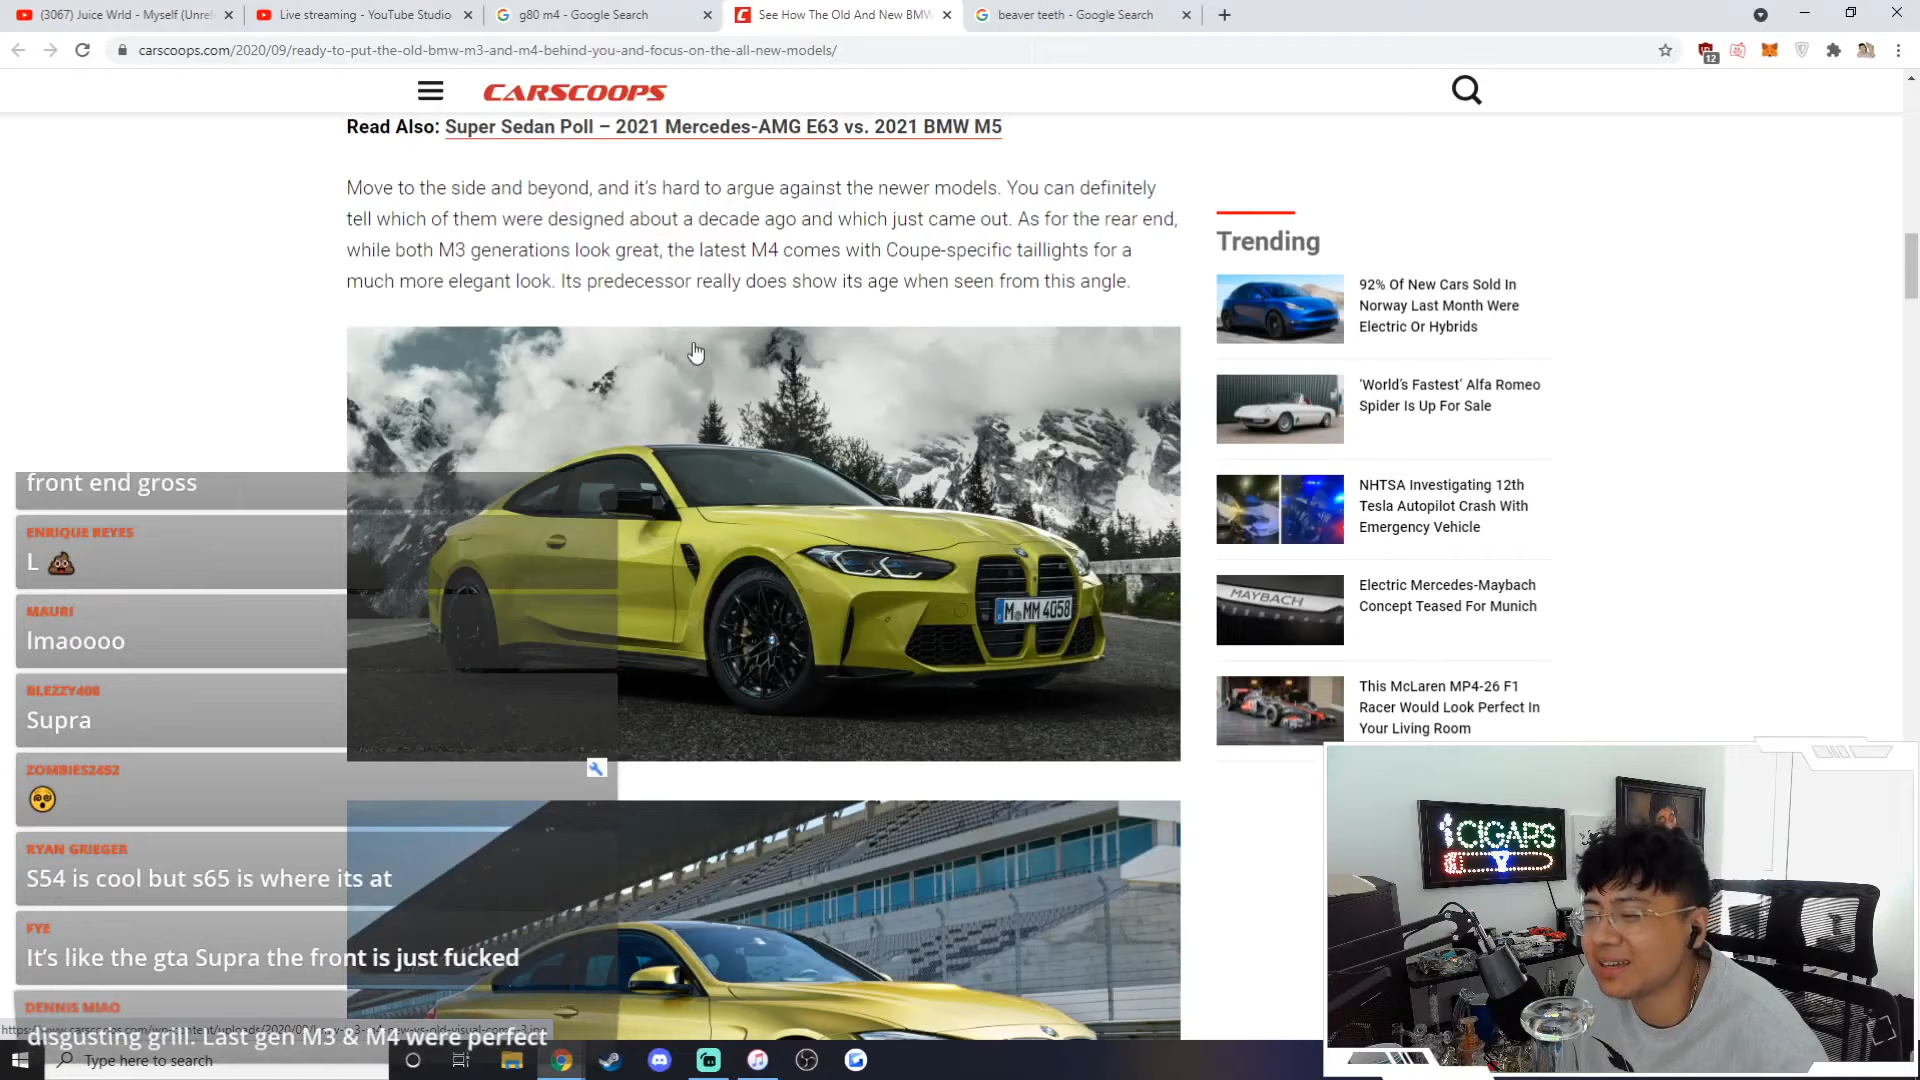 (3067) Juice Wrld - Myself (Unrele
Live streaming - YouTube Studio
g80 m4 - Google Search
See How The Old And New BMW
beaver teeth - Google Search
carscoops.com/2020/09/ready-to-put-the-old-bmw-m3-and-m4-behind-you-and-focus-on-the-all-new-models/
12
CARSCOOPS
Read Also: Super Sedan Poll – 2021 Mercedes-AMG E63 vs. 2021 BMW M5
Move to the side and beyond, and it's hard to argue against the newer models. You can definitely
tell which of them were designed about a decade ago and which just came out. As for the rear end,
while both M3 generations look great, the latest M4 comes with Coupe-specific taillights for a
much more elegant look. Its predecessor really does show its age when seen from this angle.
M MM 4058
Trending
92% Of New Cars Sold In
Norway Last Month Were
Electric Or Hybrids
'World's Fastest' Alfa Romeo
Spider Is Up For Sale
NHTSA Investigating 12th
Tesla Autopilot Crash With
Emergency Vehicle
MAYBACH
Electric Mercedes-Maybach
Concept Teased For Munich
This McLaren MP4-26 F1
Racer Would Look Perfect In
Your Living Room
front end gross
ENRIQUE REYES
L 💩
MAURI
lmaoooo
BLEZZY408
Supra
ZOMBIES2452
RYAN GRIEGER
S54 is cool but s65 is where its at
FYE
It's like the gta Supra the front is just fucked
DENNIS MIAO
disgusting grill. Last gen M3 & M4 were perfect
CIGARS
Type here to search